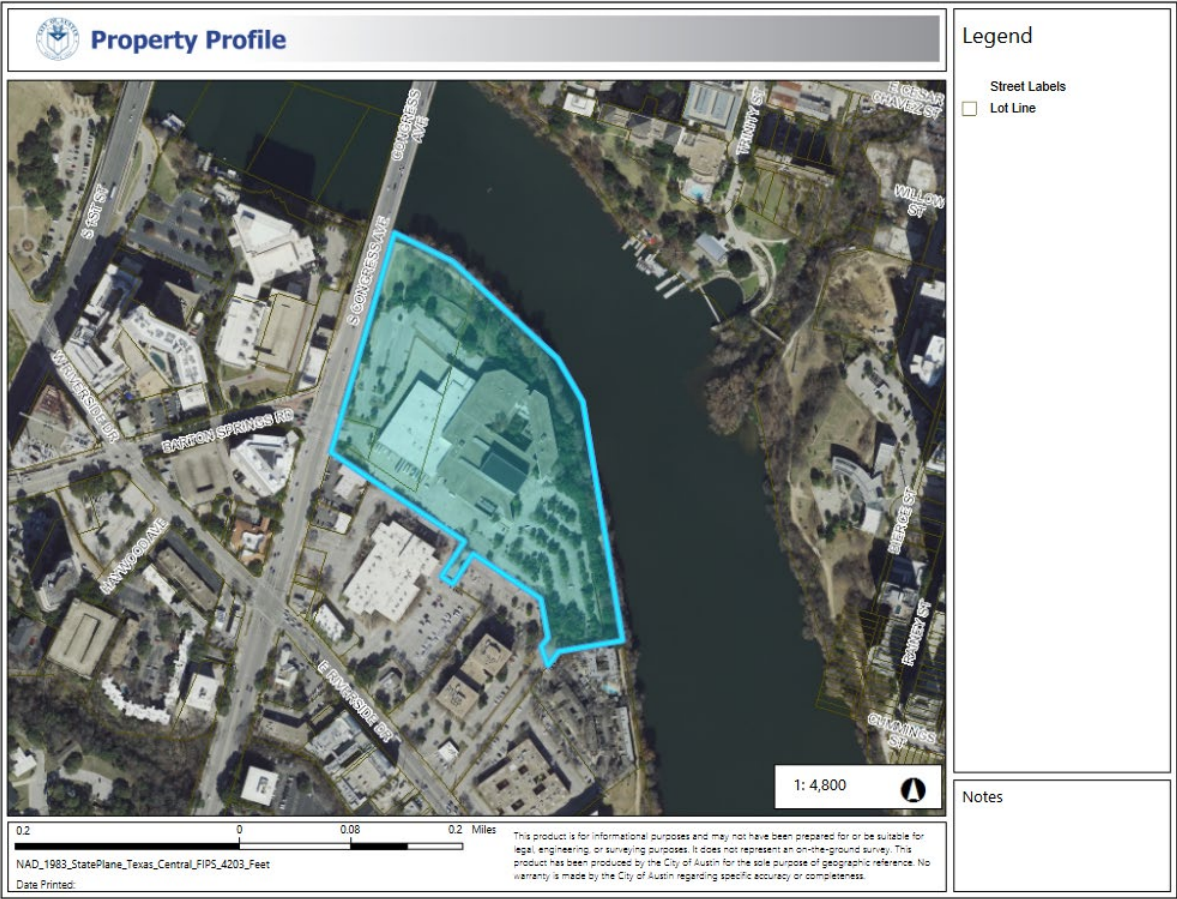 CITY OF AUSTIN
Property Profile
Legend
Street Labels
Lot Line
E CESAR
CHAVEZ ST
CONGRESS
AVE
TRINITY ST
WILLOW
ST
S 1ST ST
S CONGRESS AVE
W RIVERSIDE DR
BARTON SPRINGS RD
HAYWOOD AVE
PIERCE ST
RAINEY ST
E RIVERSIDE DR
CUMMINGS
ST
1: 4,800
Notes
0.2 0 0.08 0.2 Miles
NAD_1983_StatePlane_Texas_Central_FIPS_4203_Feet
Date Printed:
This product is for informational purposes and may not have been prepared for or be suitable for
legal, engineering, or surveying purposes. It does not represent an on-the-ground survey. This
product has been produced by the City of Austin for the sole purpose of geographic reference. No
warranty is made by the City of Austin regarding specific accuracy or completeness.